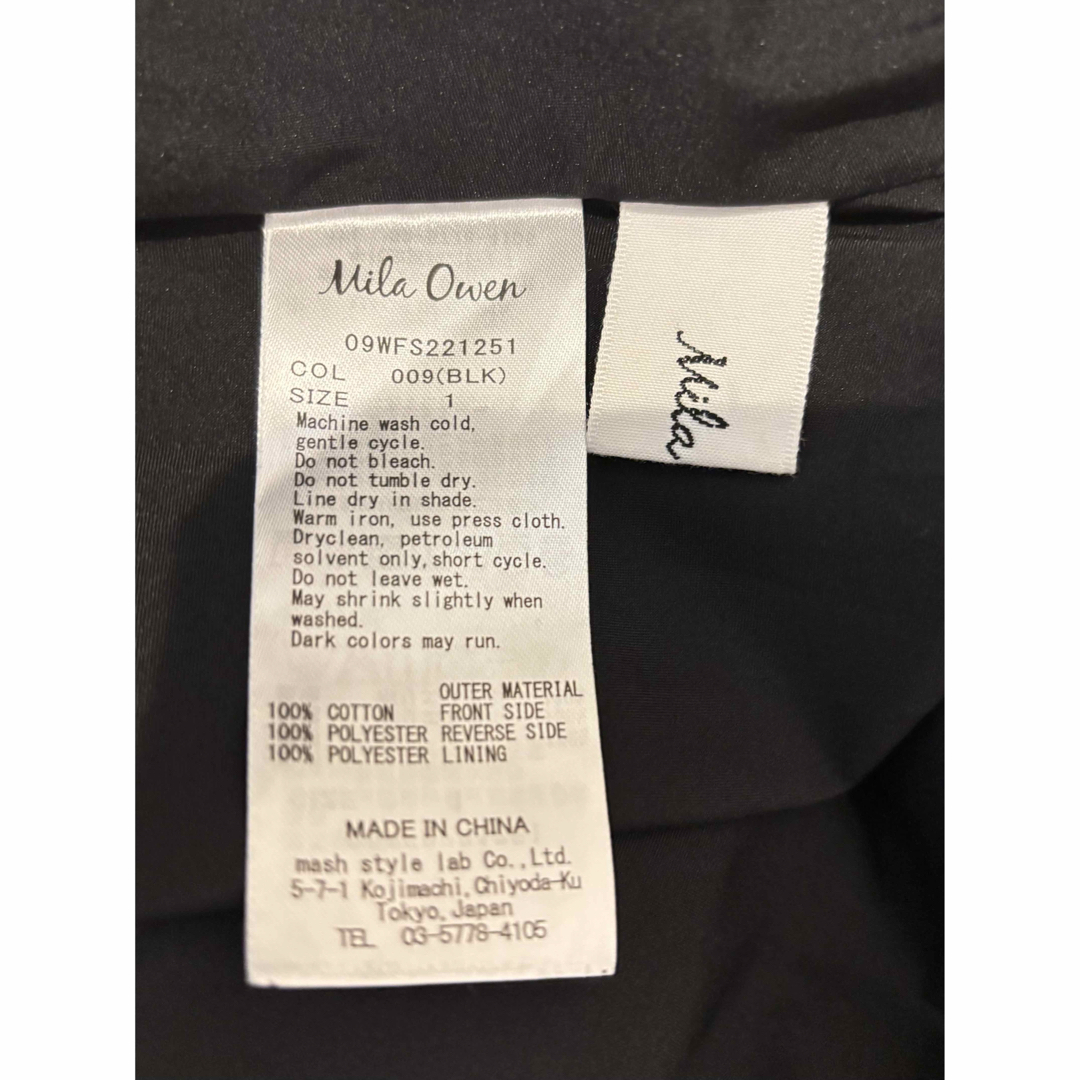 Mila Owen
09WFS221251
COL 009(BLK)
SIZE 1
Machine wash cold,
gentle cycle.
Do not bleach.
Do not tumble dry.
Line dry in shade.
Warm iron, use press cloth.
Dryclean, petroleum
solvent only, short cycle.
Do not leave wet.
May shrink slightly when
washed.
Dark colors may run.
OUTER MATERIAL
100% COTTON FRONT SIDE
100% POLYESTER REVERSE SIDE
100% POLYESTER LINING
MADE IN CHINA
mash style lab Co.,Ltd.
5-7-1 Kojimachi,Chiyoda-Ku
Tokyo,Japan
TEL 03-5778-4105
Mila